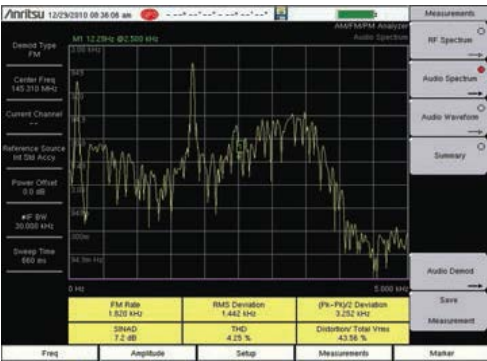 Anritsu 12/29/2010 08:36:06 am
Measurements
AM/FM/PM Analyzer
Audio Spectrum
M1 12.29Hz @2.500 kHz
Demod Type
FM
Center Freq
145.310 MHz
Current Channel
--
Reference Source
Int Std Accy
Power Offset
0.0 dB
#IF BW
30.000 kHz
Sweep Time
660 ms
0 Hz
5.000 kHz
FM Rate
1.820 kHz
RMS Deviation
1.442 kHz
(Pk-Pk)/2 Deviation
3.252 kHz
SINAD
7.2 dB
THD
4.25 %
Distortion/ Total Vrms
43.56 %
RF Spectrum
Audio Spectrum
Audio Waveform
Summary
Audio Demod
Save
Measurement
Freq
Amplitude
Setup
Measurements
Marker